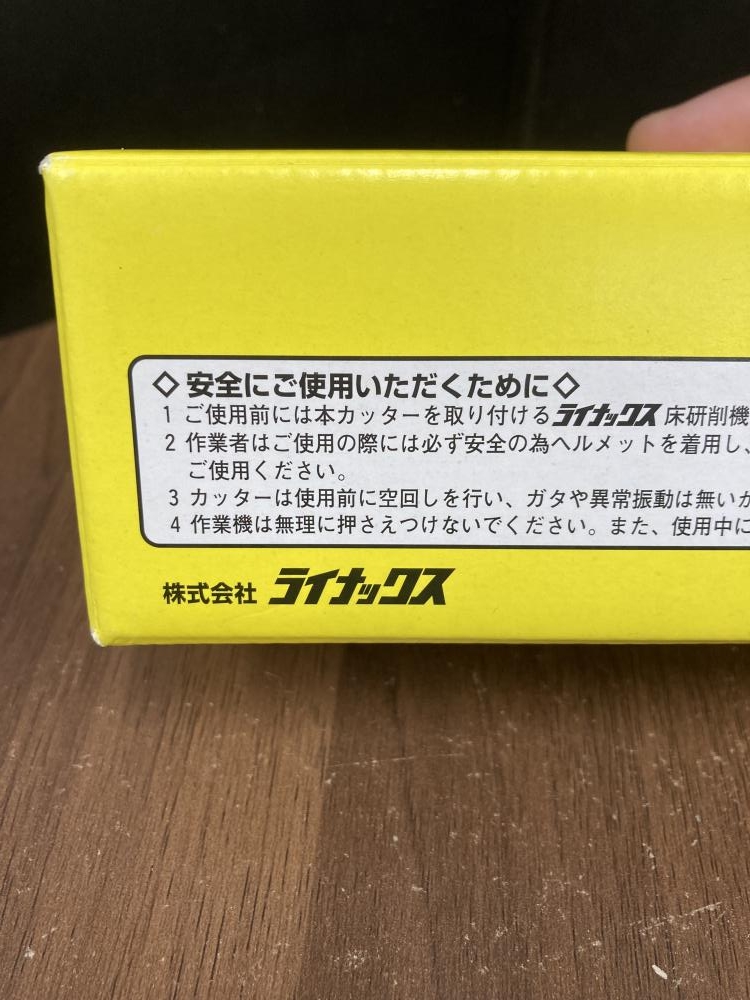 ◇安全にご使用いただくために◇
1 ご使用前には本カッターを取り付けるライナックス床研削機
2 作業者はご使用の際には必ず安全の為ヘルメットを着用し、
ご使用ください。
3 カッターは使用前に空回しを行い、ガタや異常振動は無いか
4 作業機は無理に押さえつけないでください。また、使用中に
株式会社 ライナックス